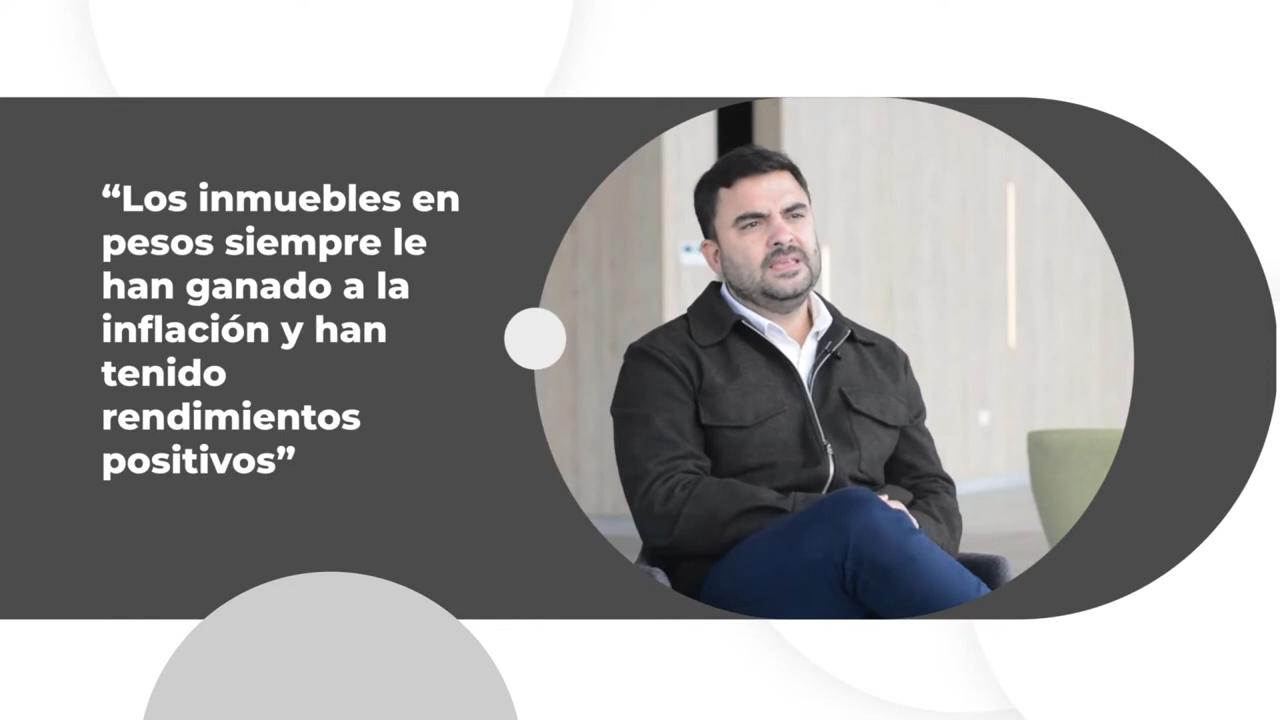 “Los inmuebles en
pesos siempre le
han ganado a la
inflación y han
tenido
rendimientos
positivos”